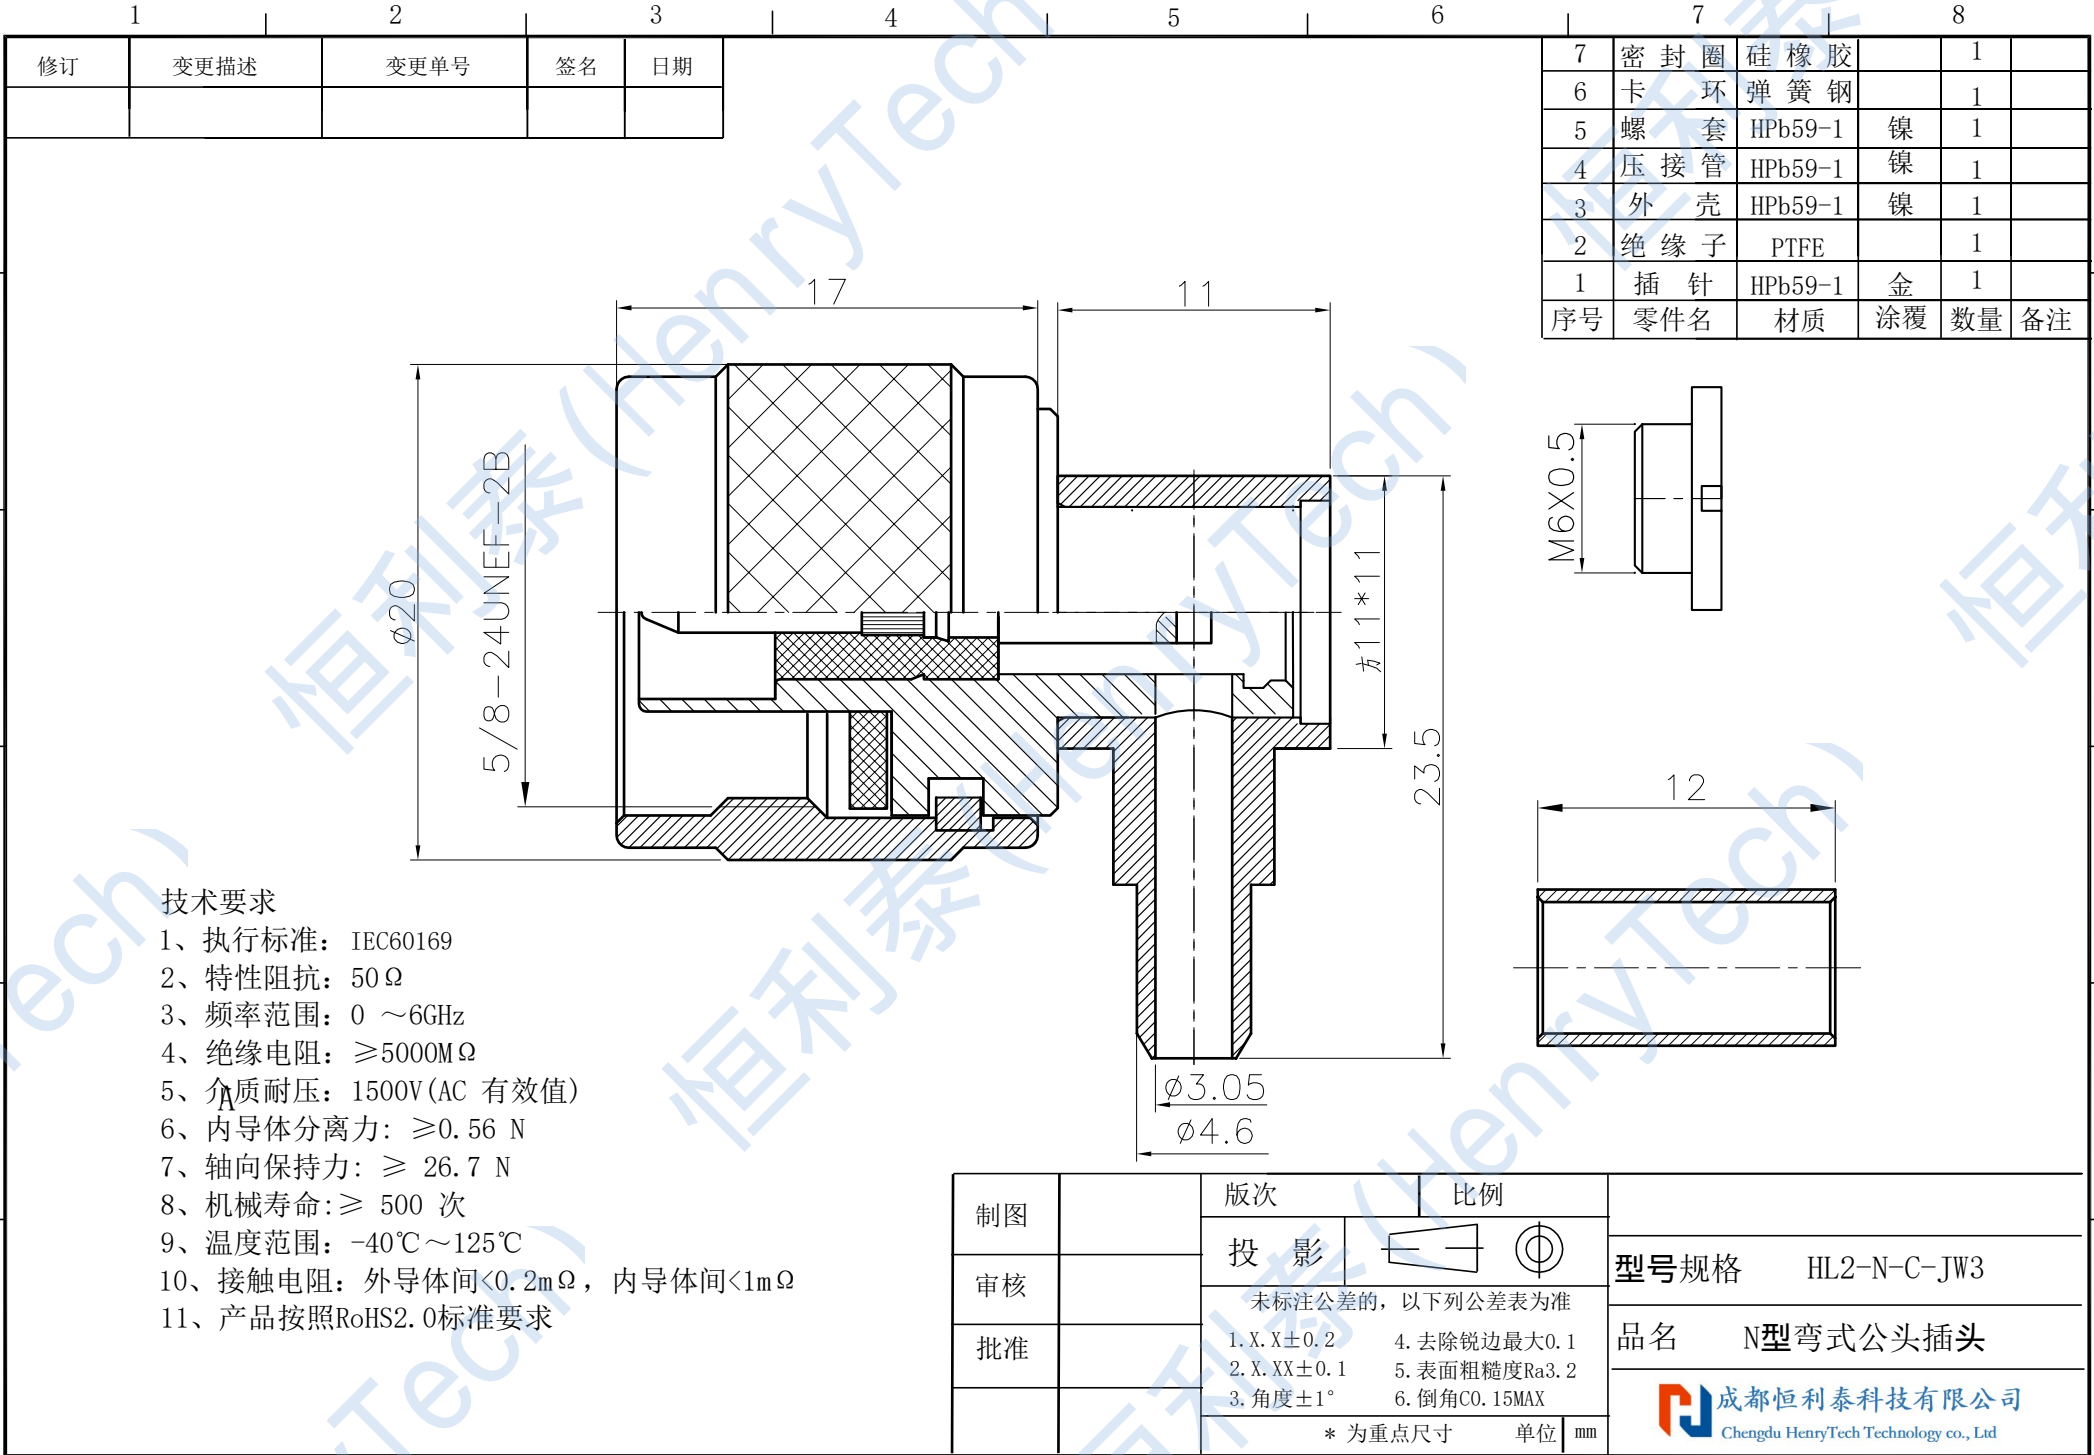 1 2 3 4 5 6 7 8
修订 变更描述 变更单号 签名 日期
7 密封圈 硅橡胶 1
6 卡环 弹簧钢 1
5 螺套 HPb59-1 镍 1
4 压接管 HPb59-1 镍 1
3 外壳 HPb59-1 镍 1
2 绝缘子 PTFE 1
1 插针 HPb59-1 金 1
序号 零件名 材质 涂覆 数量 备注
17
11
ϕ20
5/8-24UNEF-2B
方11*11
23.5
M6X0.5
12
ϕ3.05
ϕ4.6
技术要求
1、执行标准：IEC60169
2、特性阻抗：50Ω
3、频率范围：0 ～6GHz
4、绝缘电阻：≥5000MΩ
5、介质耐压：1500V(AC 有效值)
A
6、内导体分离力: ≥0.56 N
7、轴向保持力: ≥ 26.7 N
8、机械寿命:≥ 500 次
9、温度范围：-40℃～125℃
10、接触电阻：外导体间<0.2mΩ，内导体间<1mΩ
11、产品按照RoHS2.0标准要求
制图
审核
批准
版次 比例
投影
未标注公差的，以下列公差表为准
1.X.X±0.2 4.去除锐边最大0.1
2.X.XX±0.1 5.表面粗糙度Ra3.2
3.角度±1° 6.倒角C0.15MAX
* 为重点尺寸 单位 mm
型号规格 HL2-N-C-JW3
品名 N型弯式公头插头
成都恒利泰科技有限公司
Chengdu HenryTech Technology co., Ltd
恒利泰(HenryTech)
恒利泰(HenryTech)
恒利泰(HenryTech)